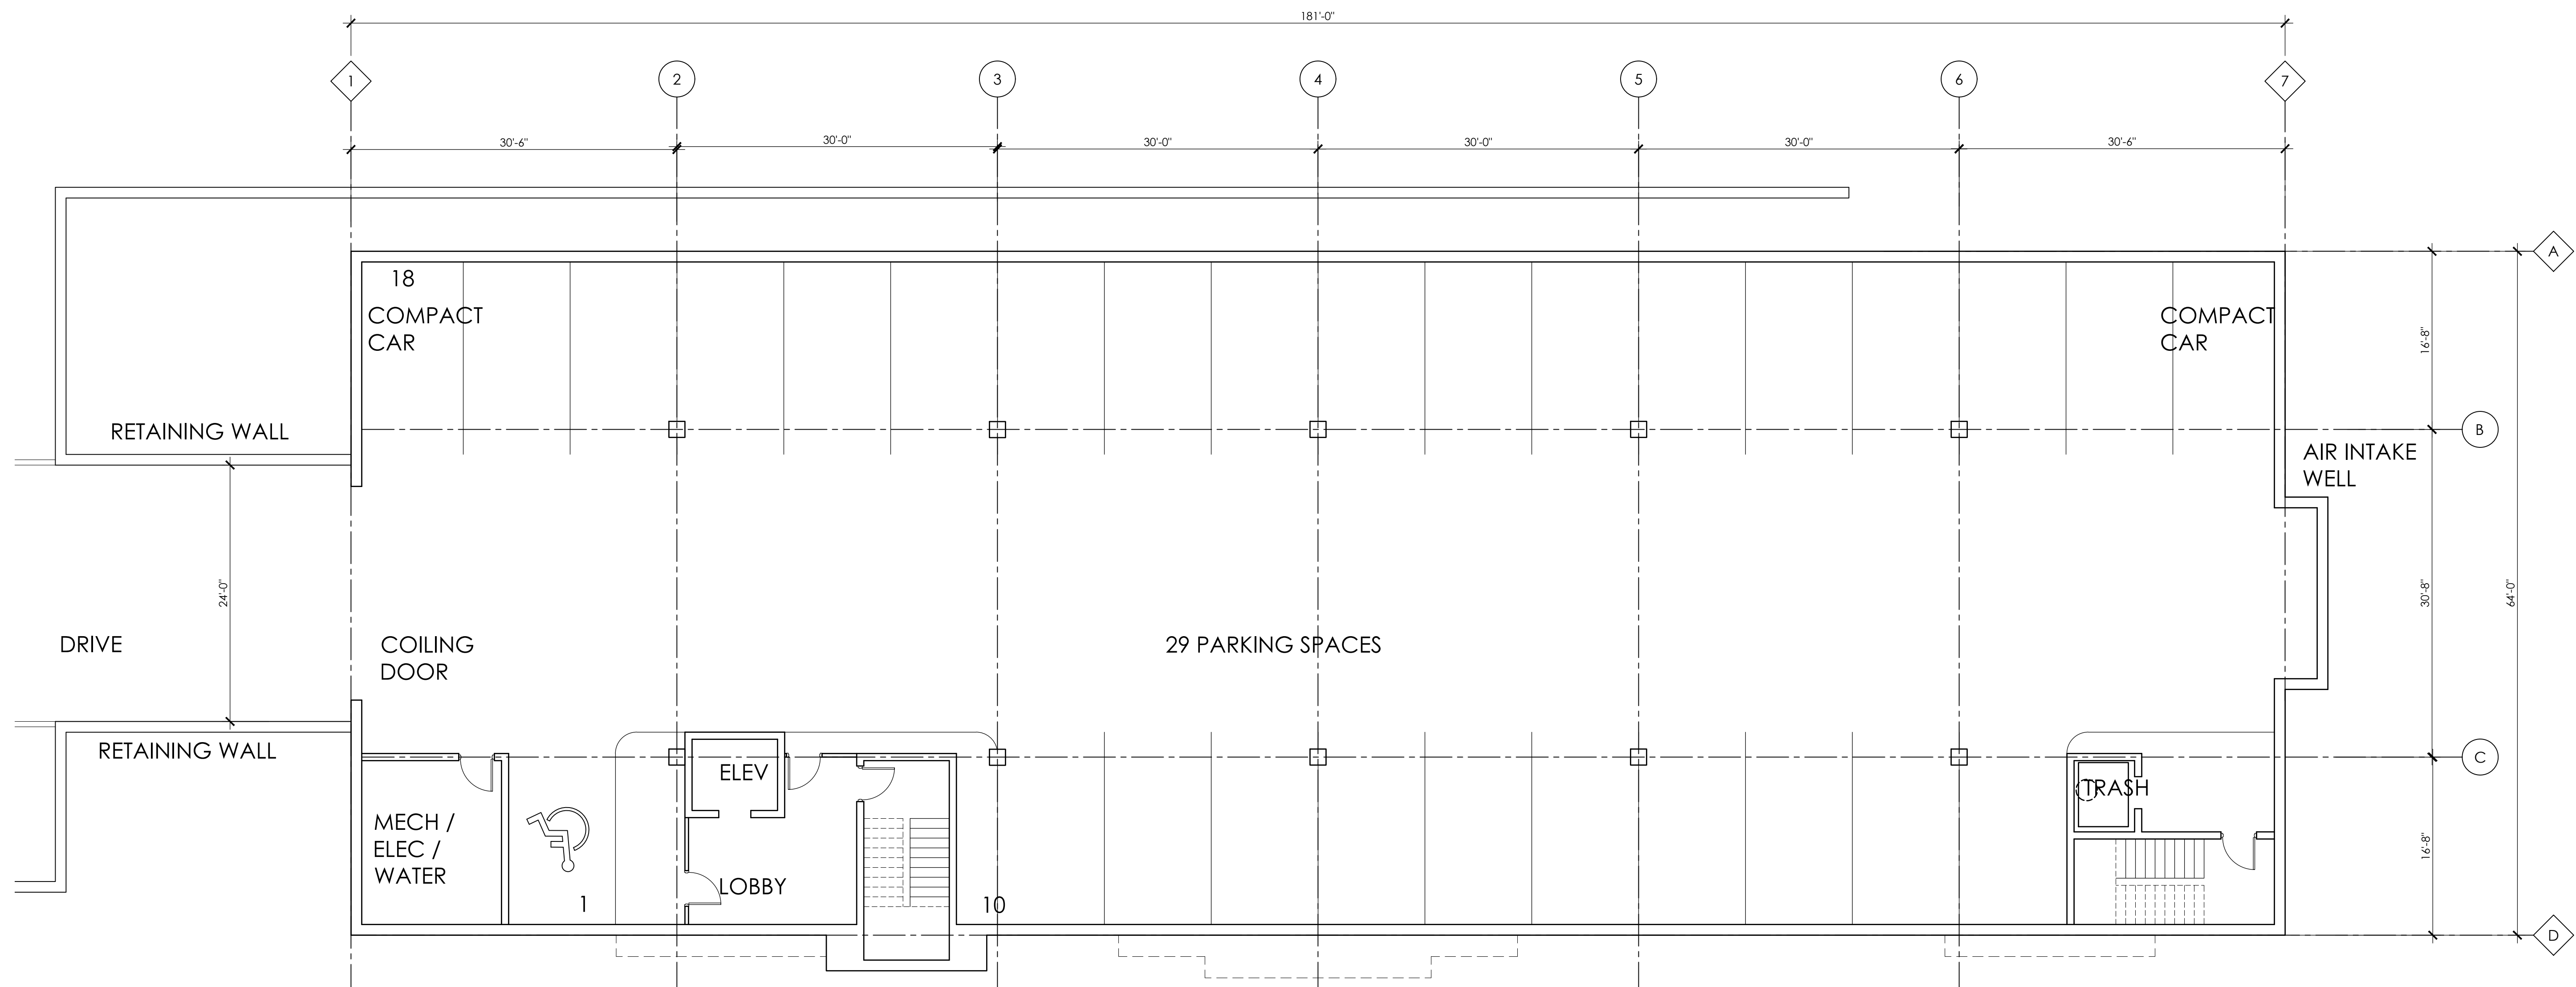 181'-0"
1
2
3
4
5
6
7
30'-6"
30'-0"
30'-0"
30'-0"
30'-0"
30'-6"
A
18
COMPACT
CAR
COMPACT
CAR
16'-8"
RETAINING WALL
B
AIR INTAKE
WELL
24'-0"
30'-8"
64'-0"
DRIVE
COILING
DOOR
29 PARKING SPACES
RETAINING WALL
C
ELEV
TRASH
MECH /
ELEC /
WATER
16'-8"
LOBBY
1
10
D